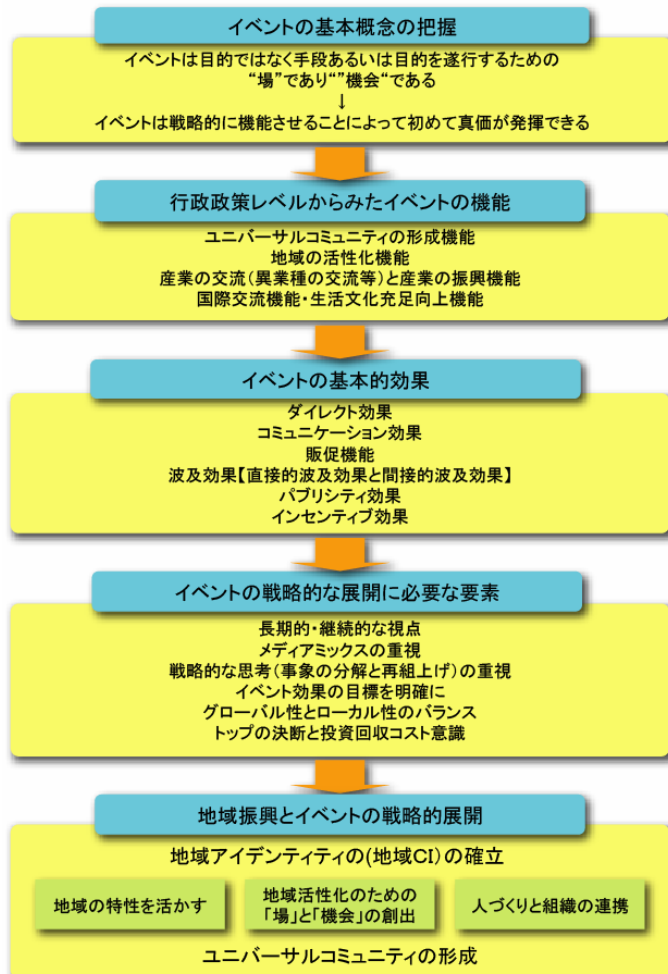 イベントの基本概念の把握
イベントは目的ではなく手段あるいは目的を遂行するための
“場”であり“”機会“である
↓
イベントは戦略的に機能させることによって初めて真価が発揮できる
行政政策レベルからみたイベントの機能
ユニバーサルコミュニティの形成機能
地域の活性化機能
産業の交流(異業種の交流等)と産業の振興機能
国際交流機能・生活文化充足向上機能
イベントの基本的効果
ダイレクト効果
コミュニケーション効果
販促機能
波及効果【直接的波及効果と間接的波及効果】
パブリシティ効果
インセンティブ効果
イベントの戦略的な展開に必要な要素
長期的・継続的な視点
メディアミックスの重視
戦略的な思考(事象の分解と再組上げ)の重視
イベント効果の目標を明確に
グローバル性とローカル性のバランス
トップの決断と投資回収コスト意識
地域振興とイベントの戦略的展開
地域アイデンティティの(地域CI)の確立
地域の特性を活かす
地域活性化のための
「場」と「機会」の創出
人づくりと組織の連携
ユニバーサルコミュニティの形成